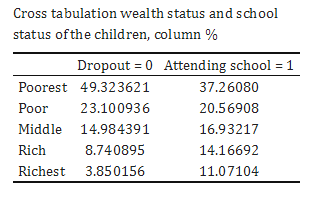 Cross tabulation wealth status and school
status of the children, column %
Dropout = 0 Attending school = 1
Poorest 49.323621 37.26080
Poor 23.100936 20.56908
Middle 14.984391 16.93217
Rich 8.740895 14.16692
Richest 3.850156 11.07104